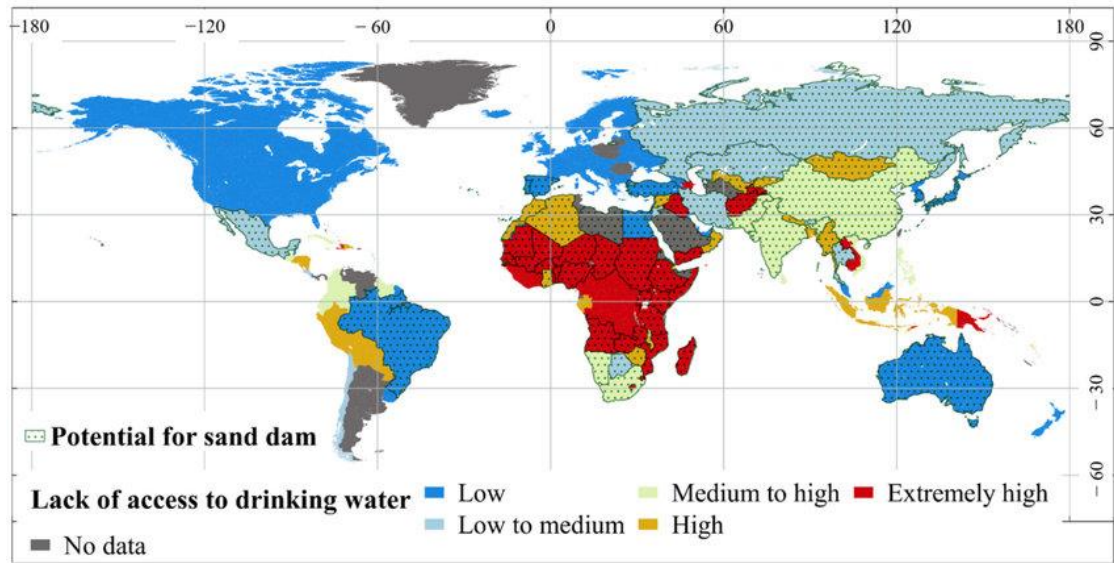 −180 −120 −60 0 60 120 180
90
60
30
0
−30
−60
Potential for sand dam
Lack of access to drinking water
No data
Low
Low to medium
Medium to high
High
Extremely high